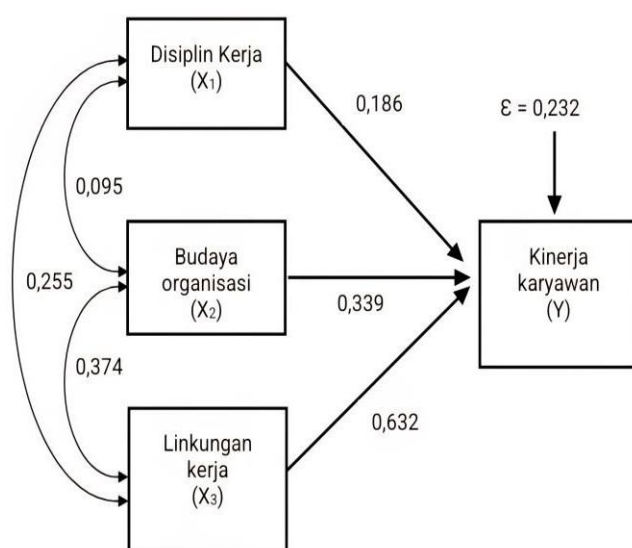 Disiplin Kerja
(X₁)
0,186
ε = 0,232
0,095
Budaya
organisasi
(X₂)
Kinerja
karyawan
(Y)
0,255
0,339
0,374
0,632
Linkungan
kerja
(X₃)